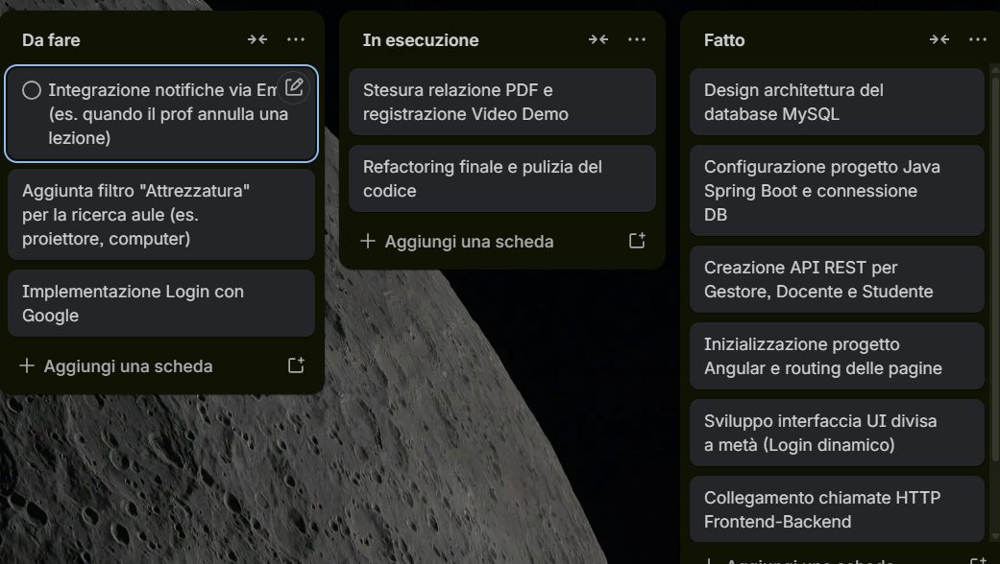 Da fare
Integrazione notifiche via Em
(es. quando il prof annulla una
lezione)
Aggiunta filtro "Attrezzatura"
per la ricerca aule (es.
proiettore, computer)
Implementazione Login con
Google
Aggiungi una scheda
In esecuzione
Stesura relazione PDF e
registrazione Video Demo
Refactoring finale e pulizia del
codice
Aggiungi una scheda
Fatto
Design architettura del
database MySQL
Configurazione progetto Java
Spring Boot e connessione
DB
Creazione API REST per
Gestore, Docente e Studente
Inizializzazione progetto
Angular e routing delle pagine
Sviluppo interfaccia UI divisa
a metà (Login dinamico)
Collegamento chiamate HTTP
Frontend-Backend